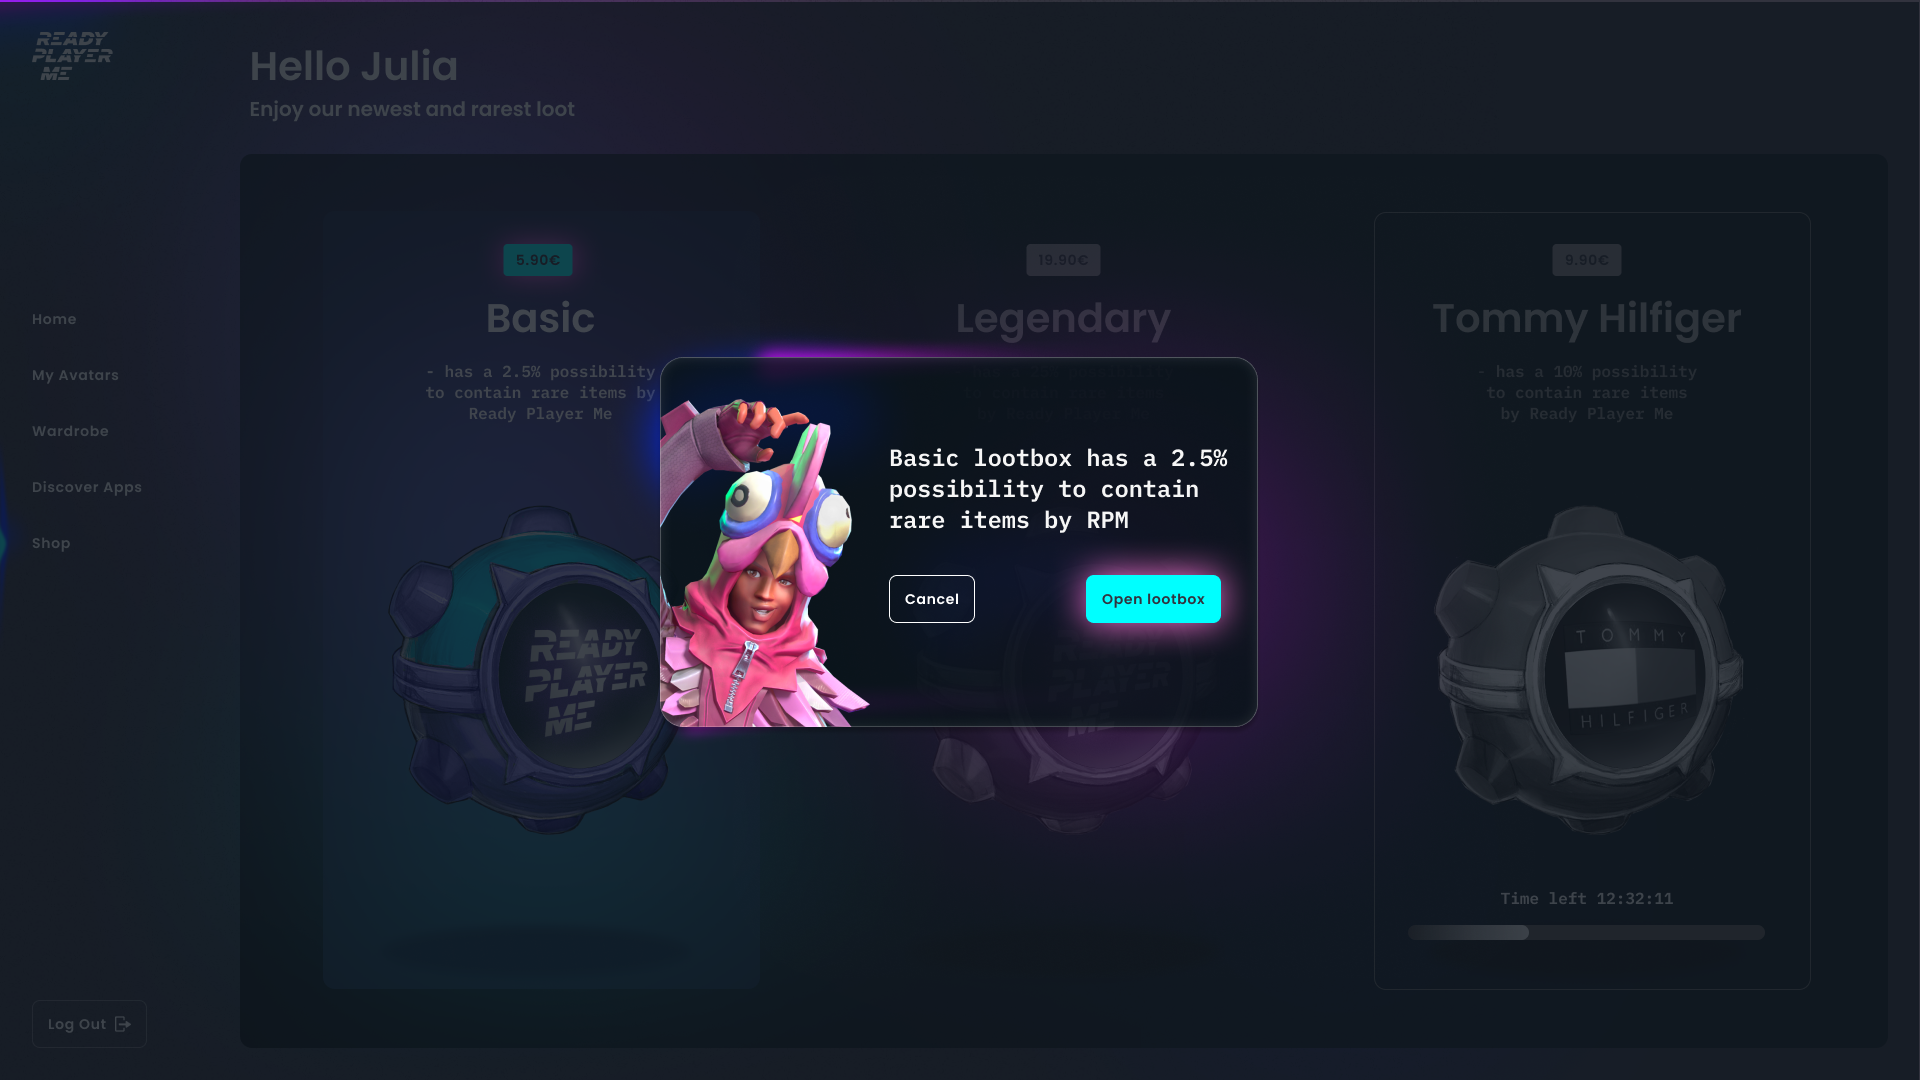 READY
PLAYER
ME
Hello Julia
Enjoy our newest and rarest loot
Home
My Avatars
Wardrobe
Discover Apps
Shop
Log Out
5.90€
Basic
- has a 2.5% possibility
to contain rare items by
Ready Player Me
READY
PLAYER
ME
19.90€
Legendary
READY
PLAYER
ME
Basic lootbox has a 2.5%
possibility to contain
rare items by RPM
Cancel
Open lootbox
9.90€
Tommy Hilfiger
- has a 10% possibility
to contain rare items
by Ready Player Me
TOMMY
HILFIGER
Time left 12:32:11